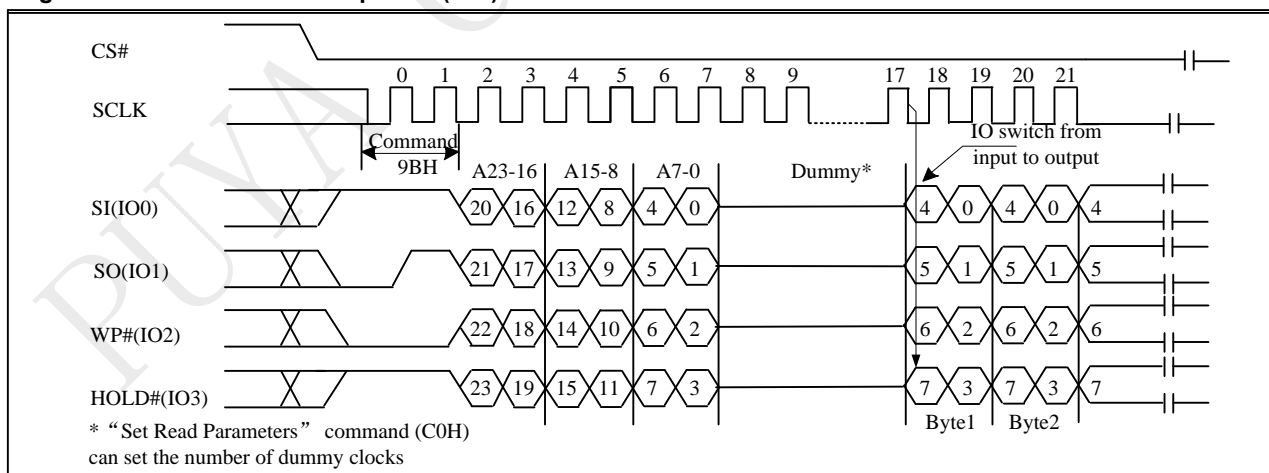 CS#
0 1 2 3 4 5 6 7 8 9 17 18 19 20 21
SCLK
Command
9BH
IO switch from
input to output
A23-16 A15-8 A7-0 Dummy*
SI(IO0) 20 16 12 8 4 0 4 0 4 0 4
SO(IO1) 21 17 13 9 5 1 5 1 5 1 5
WP#(IO2) 22 18 14 10 6 2 6 2 6 2 6
HOLD#(IO3) 23 19 15 11 7 3 7 3 7 3 7
Byte1 Byte2
* “Set Read Parameters” command (C0H)
can set the number of dummy clocks
PUYA